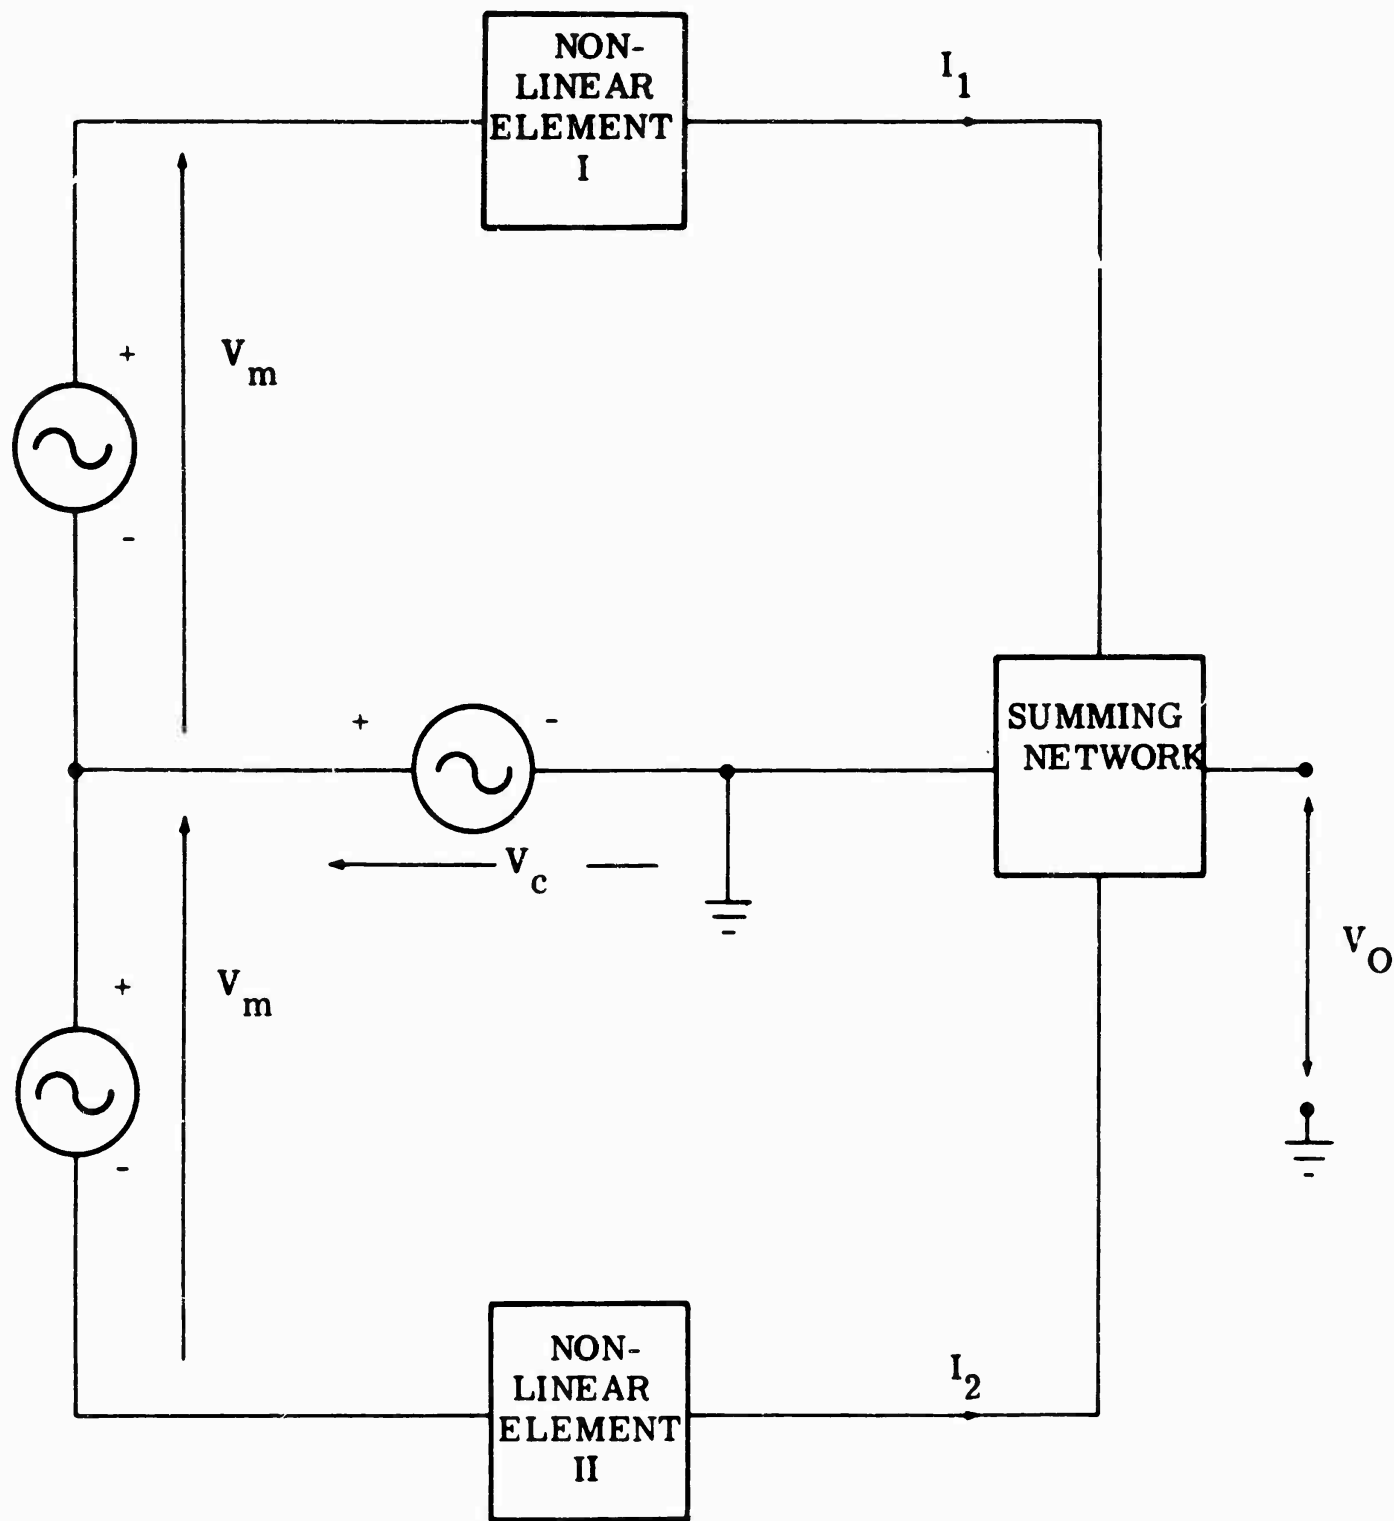 NON-
LINEAR
ELEMENT
I
I1
+
Vm
-
+
-
SUMMING
NETWORK
Vc
VO
+
Vm
-
NON-
LINEAR
ELEMENT
II
I2